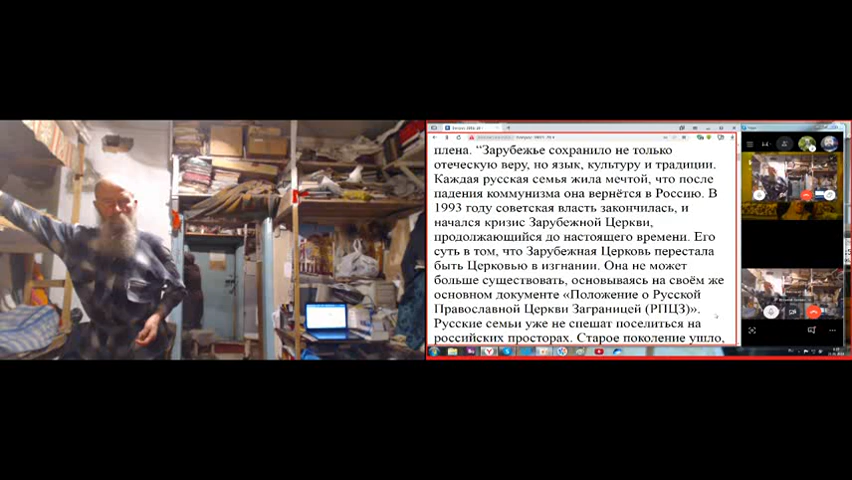 плена. “Зарубежье сохранило не только
отеческую веру, но язык, культуру и традиции.
Каждая русская семья жила мечтой, что после
падения коммунизма она вернётся в Россию. В
1993 году советская власть закончилась, и
начался кризис Зарубежной Церкви,
продолжающийся до настоящего времени. Его
суть в том, что Зарубежная Церковь перестала
быть Церковью в изгнании. Она не может
больше существовать, основываясь на своём же
основном документе «Положение о Русской
Православной Церкви Заграницей (РПЦЗ)».
Русские семьи уже не спешат поселиться на
российских просторах. Старое поколение ушло,